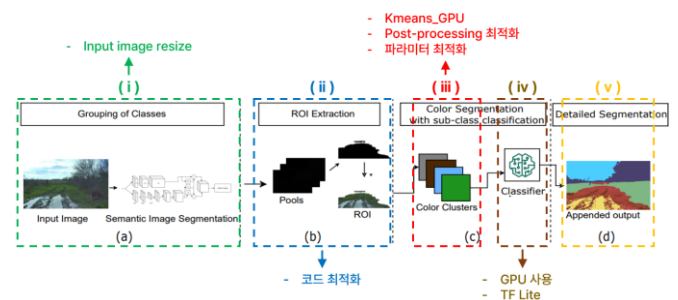 - Kmeans_GPU
- Post-processing 최적화
- 파라미터 최적화
- Input image resize
( i )
( ii )
( iii )
( iv )
( v )
Grouping of Classes
ROI Extraction
Color Segmentation
with sub-class classification
Detailed Segmentation
Input Image
Semantic Image Segmentation
Pools
ROI
Color Clusters
Classifier
Appended output
(a)
(b)
(c)
(d)
- 코드 최적화
- GPU 사용
- TF Lite